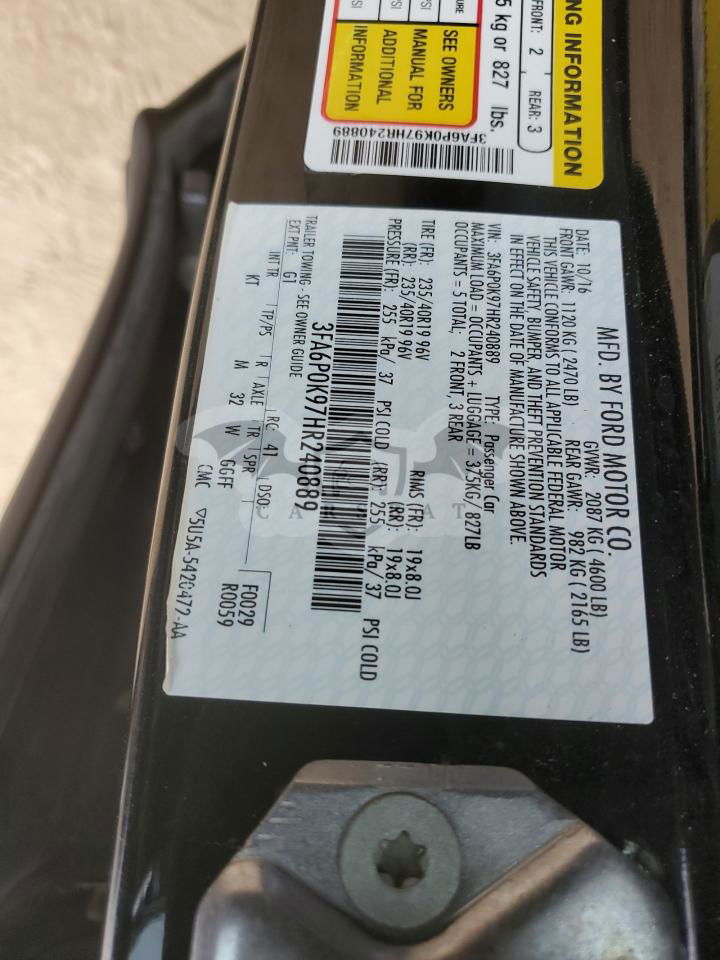 NG INFORMATION
FRONT: 2 REAR: 3
5 kg or 827 lbs.
SEE OWNERS
MANUAL FOR
ADDITIONAL
INFORMATION
3FA6P0K97HR240889
MFD. BY FORD MOTOR CO.
DATE: 10/16 GVWR: 2087 KG ( 4600 LB)
FRONT GAWR: 1120 KG ( 2470 LB) REAR GAWR: 982 KG ( 2165 LB)
THIS VEHICLE CONFORMS TO ALL APPLICABLE FEDERAL MOTOR
VEHICLE SAFETY, BUMPER, AND THEFT PREVENTION STANDARDS
IN EFFECT ON THE DATE OF MANUFACTURE SHOWN ABOVE.
VIN: 3FA6P0K97HR240889 TYPE: Passenger Car
MAXIMUM LOAD = OCCUPANTS + LUGGAGE = 375KG, 827LB
OCCUPANTS = 5 TOTAL; 2 FRONT, 3 REAR
TIRE (FR): 235/40R19 96V RIMS (FR): 19x8.0J
(RR): 235/40R19 96V (RR): 19x8.0J
PRESSURE (FR): 255 kPa/ 37 PSI COLD (RR): 255 kPa/37 PSI COLD
3FA6P0K97HR240889
TRAILER TOWING - SEE OWNER GUIDE
EXT PNT: G1 RC: 41 DSO: F0029
INT TR TP/PS R AXLE TR SPR R0059
KT M 32 W GGFF
CMC 5U5A-5420472-AA
CARSTAT